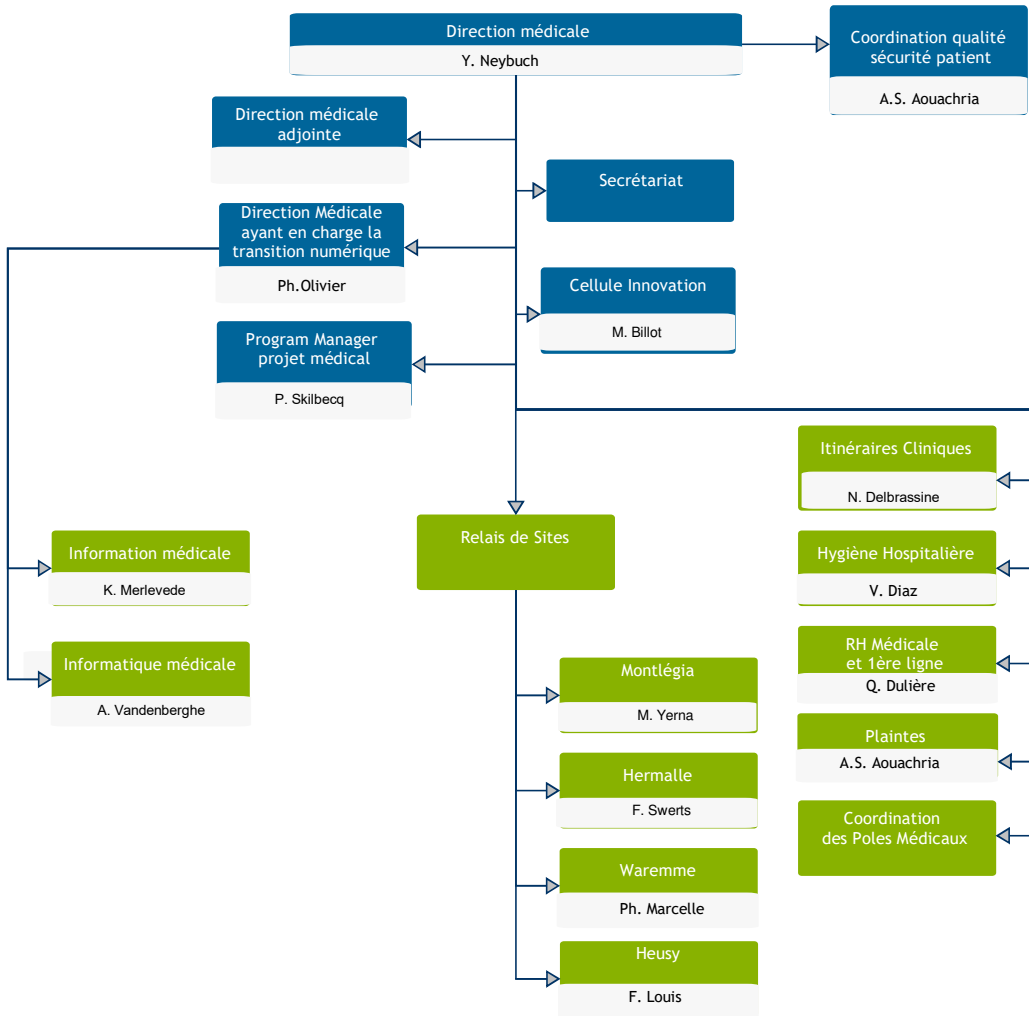 Direction médicale
Y. Neybuch
Coordination qualité
sécurité patient
A.S. Aouachria
Direction médicale
adjointe
Secrétariat
Direction Médicale
ayant en charge la
transition numérique
Ph.Olivier
Cellule Innovation
M. Billot
Program Manager
projet médical
P. Skilbecq
Itinéraires Cliniques
N. Delbrassine
Relais de Sites
Information médicale
K. Merlevede
Hygiène Hospitalière
V. Diaz
RH Médicale
et 1ère ligne
Q. Dulière
Informatique médicale
A. Vandenberghe
Montlégia
M. Yerna
Plaintes
A.S. Aouachria
Hermalle
F. Swerts
Coordination
des Poles Médicaux
Waremme
Ph. Marcelle
Heusy
F. Louis